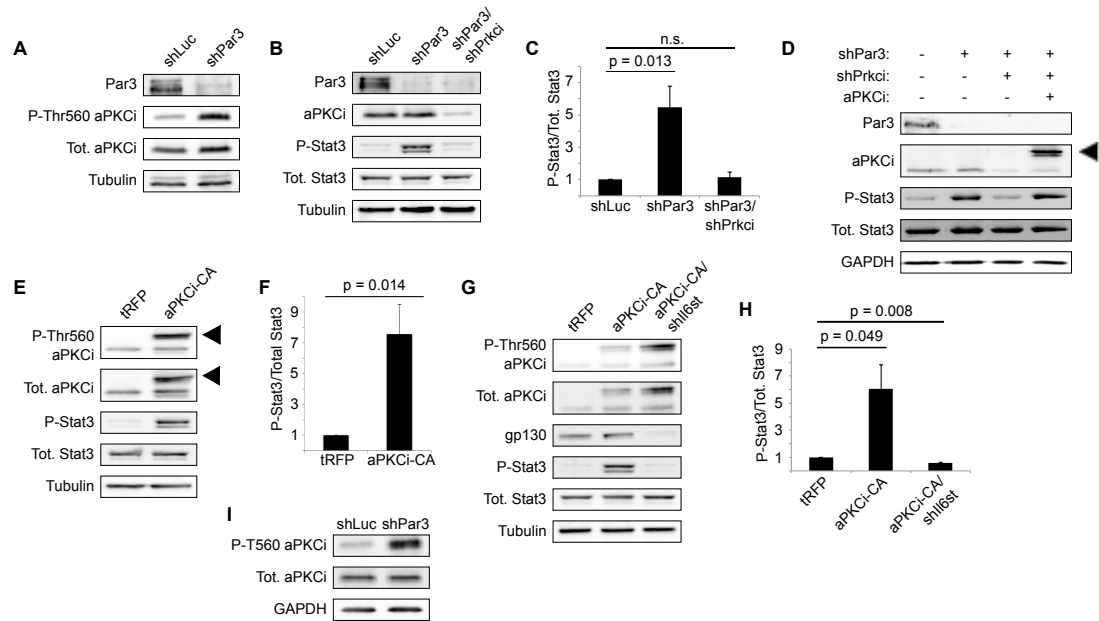 A
shLuc
shPar3
Par3
P-Thr560 aPKCi
Tot. aPKCi
Tubulin
B
shLuc
shPar3
shPar3/
shPrkci
Par3
aPKCi
P-Stat3
Tot. Stat3
Tubulin
C
n.s.
p = 0.013
P-Stat3/Tot. Stat3
7
5
3
1
shLuc
shPar3
shPar3/
shPrkci
D
shPar3: - + + +
shPrkci: - - + +
aPKCi: - - - +
Par3
aPKCi
P-Stat3
Tot. Stat3
GAPDH
E
tRFP
aPKCi-CA
P-Thr560
aPKCi
Tot. aPKCi
P-Stat3
Tot. Stat3
Tubulin
F
p = 0.014
P-Stat3/Total Stat3
9
7
5
3
1
tRFP
aPKCi-CA
G
tRFP
aPKCi-CA
aPKCi-CA/
shIl6st
P-Thr560
aPKCi
Tot. aPKCi
gp130
P-Stat3
Tot. Stat3
Tubulin
H
p = 0.008
p = 0.049
P-Stat3/Tot. Stat3
9
7
5
3
1
tRFP
aPKCi-CA
aPKCi-CA/
shIl6st
I
shLuc shPar3
P-T560 aPKCi
Tot. aPKCi
GAPDH